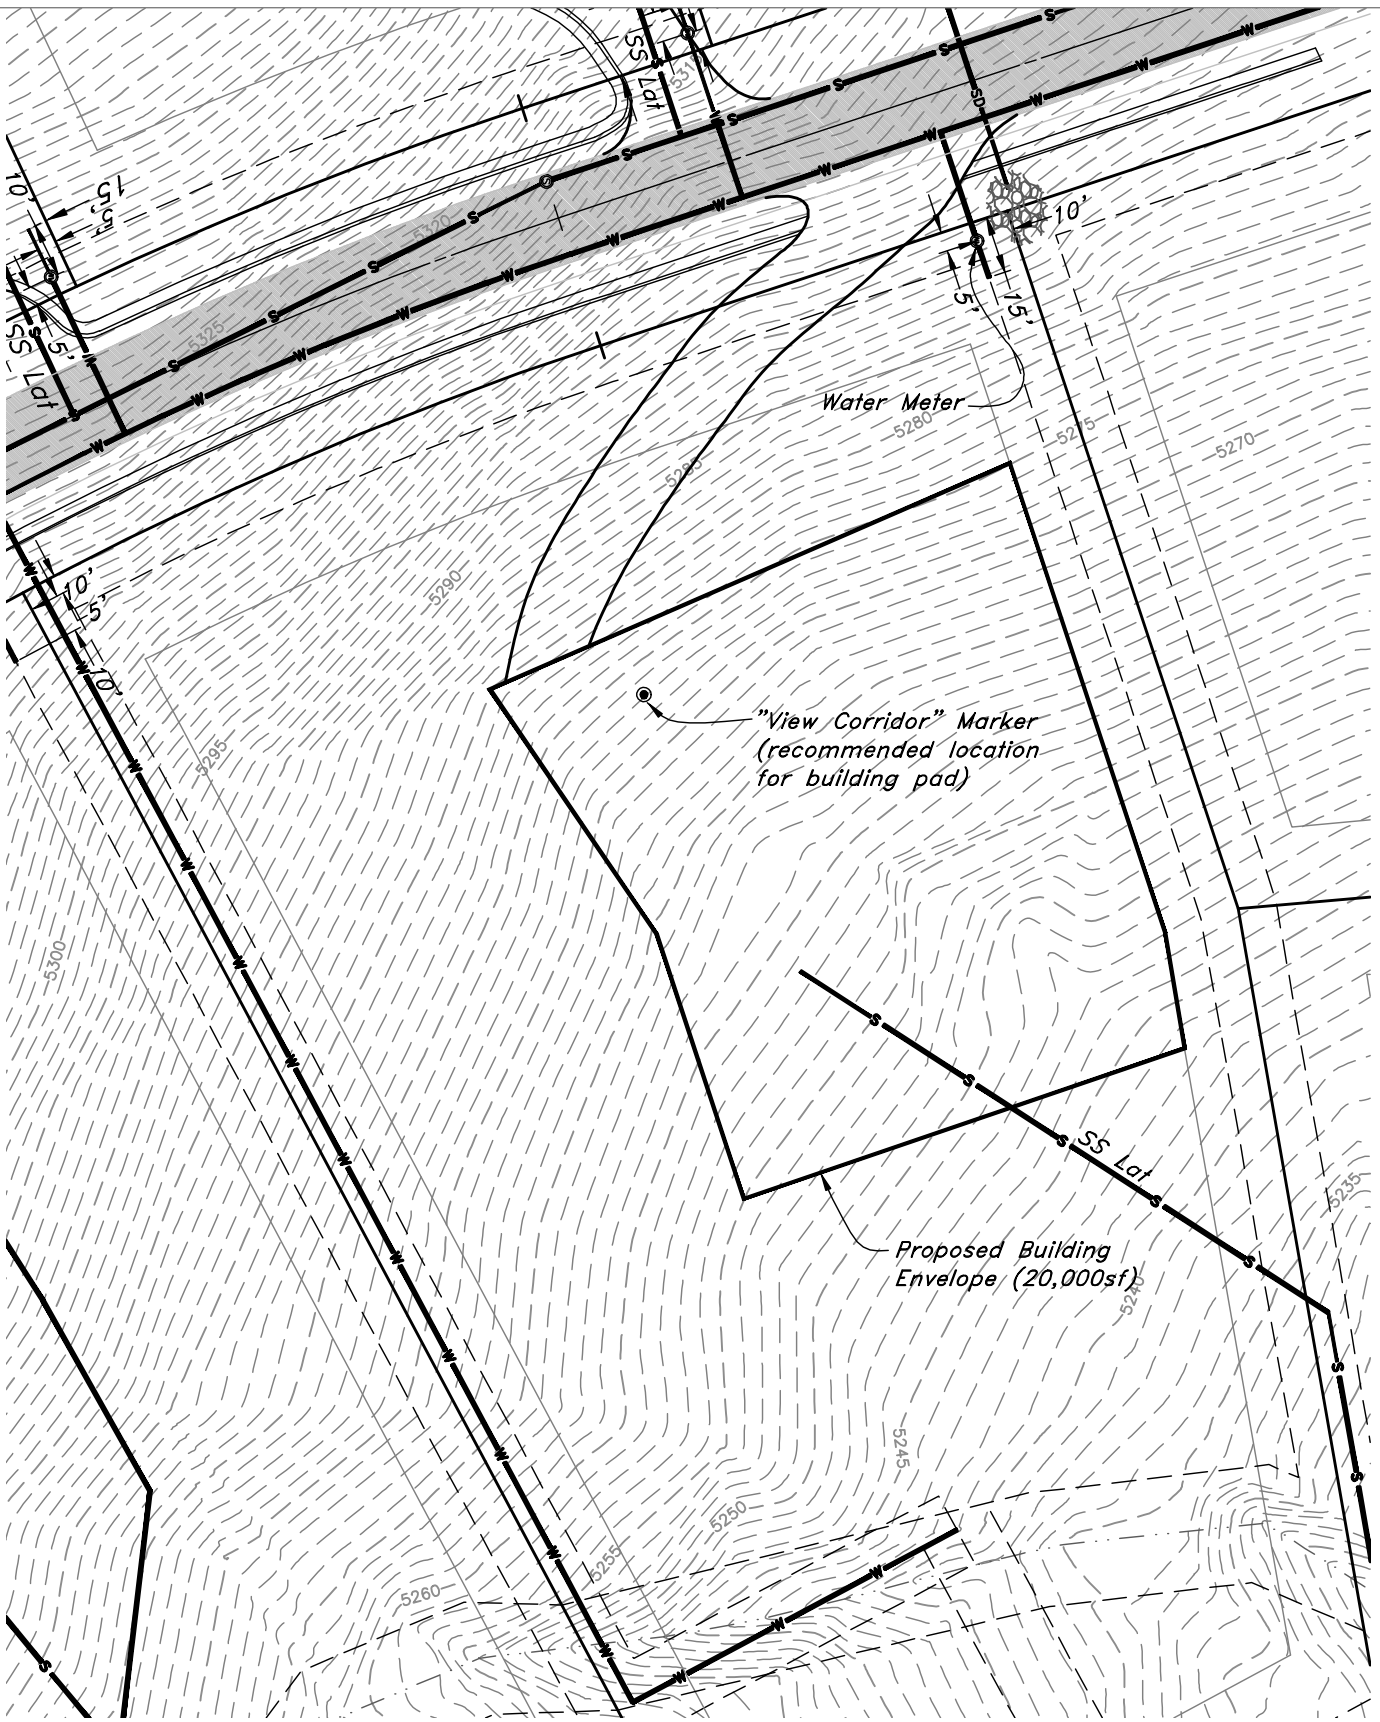 SS Lat
5315
S
W
SD
10'
15'
5'
5320
10'
5'
15'
5325
SS Lat
5'
Water Meter
5280
5275
5270
5285
5290
10'
5'
10'
"View Corridor" Marker
(recommended location
for building pad)
5295
5300
SS Lat
5235
Proposed Building
Envelope (20,000sf)
5240
5245
5250
5255
5260